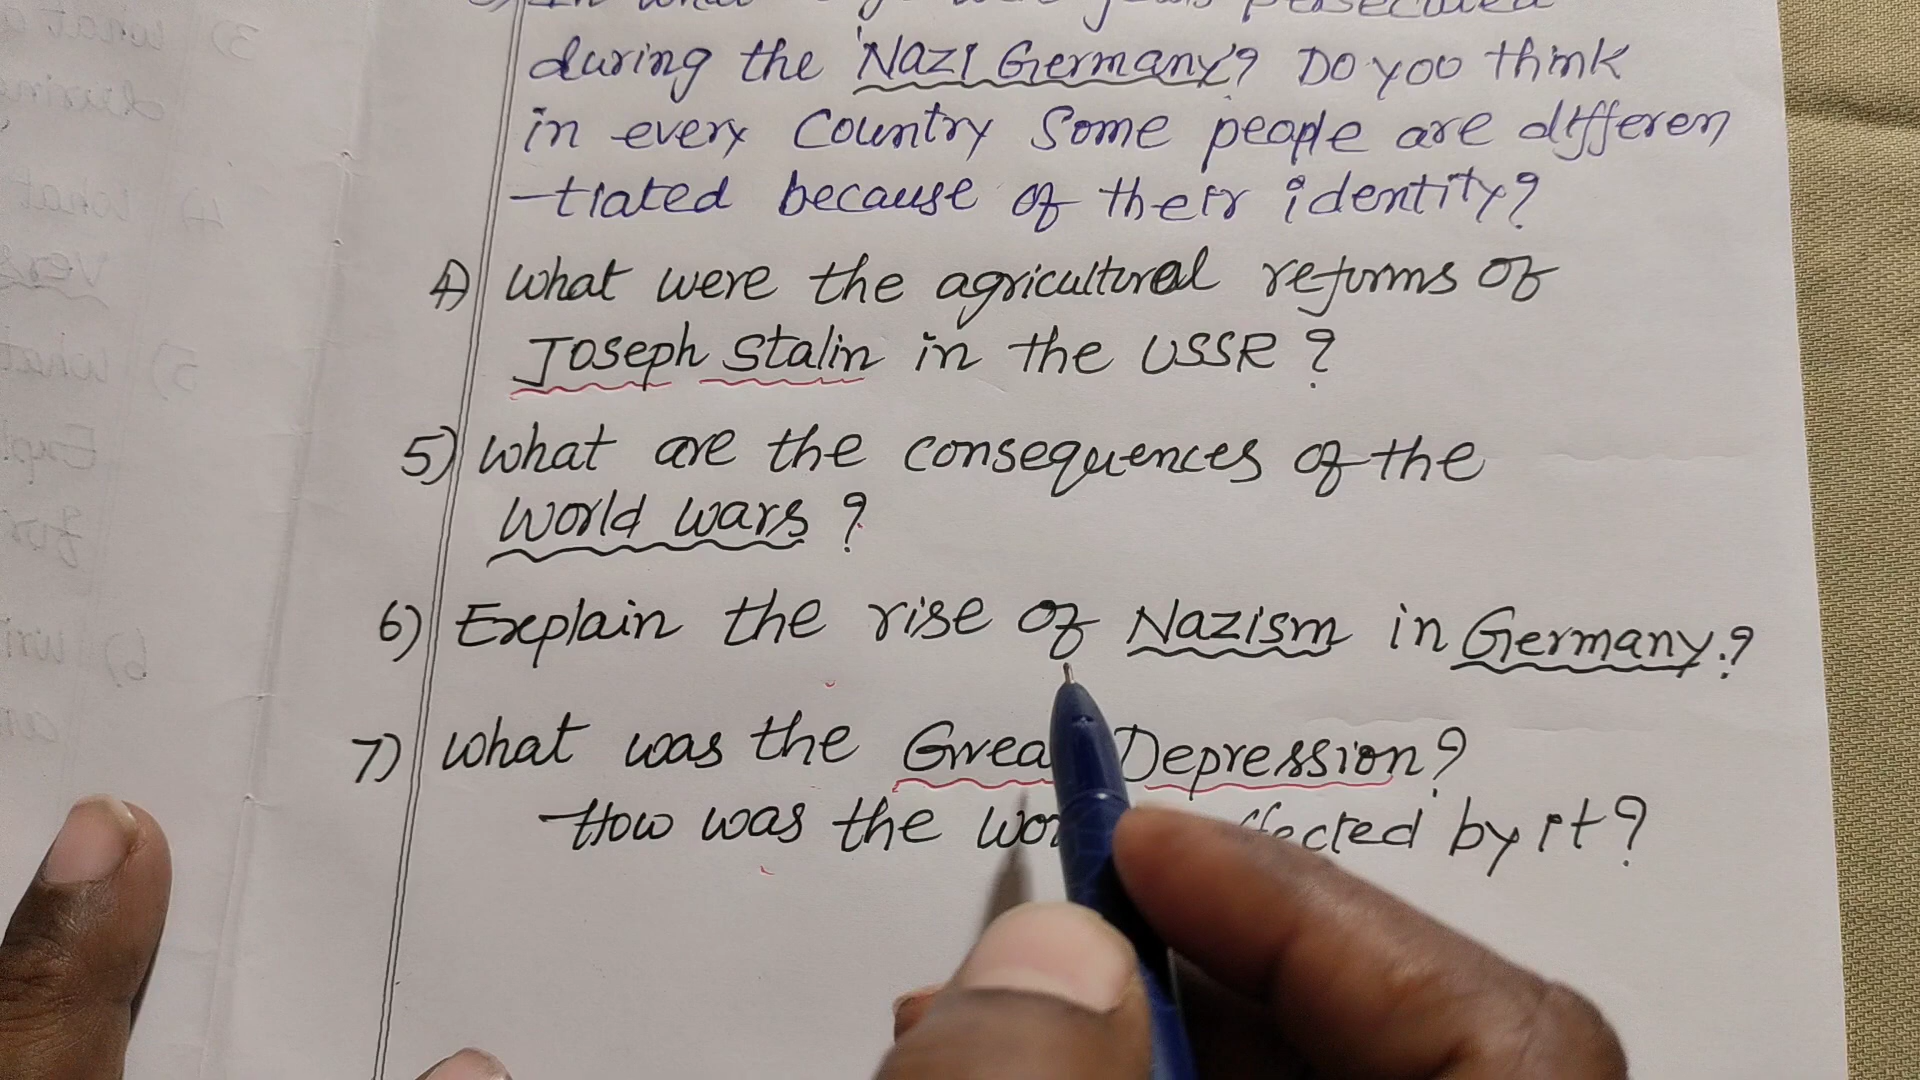 In what
persecuted
during the 'Nazi Germany'? Do you think
in every Country Some people are differen
-tiated because of their identity?
4) What were the agricultural reforms of
Joseph Stalin in the USSR?
5) What are the consequences of the
World Wars?
6) Explain the rise of Nazism in Germany?
7) What was the Grea Depression?
How was the by it?